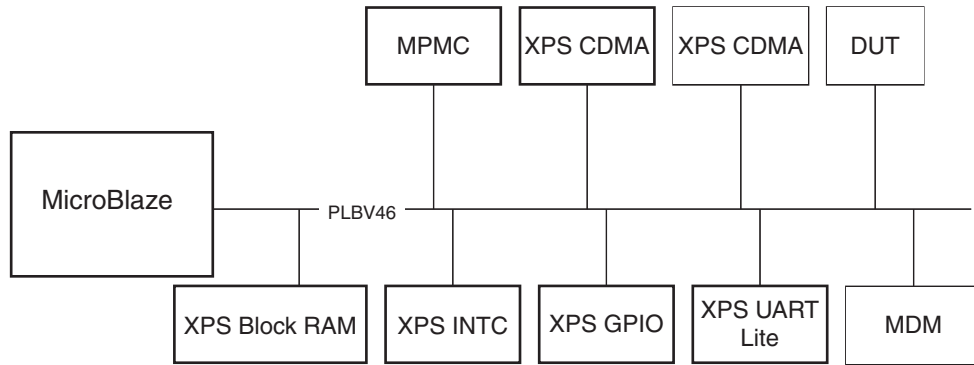 MPMC
XPS CDMA
XPS CDMA
DUT
MicroBlaze
PLBV46
XPS Block RAM
XPS INTC
XPS GPIO
XPS UART
Lite
MDM